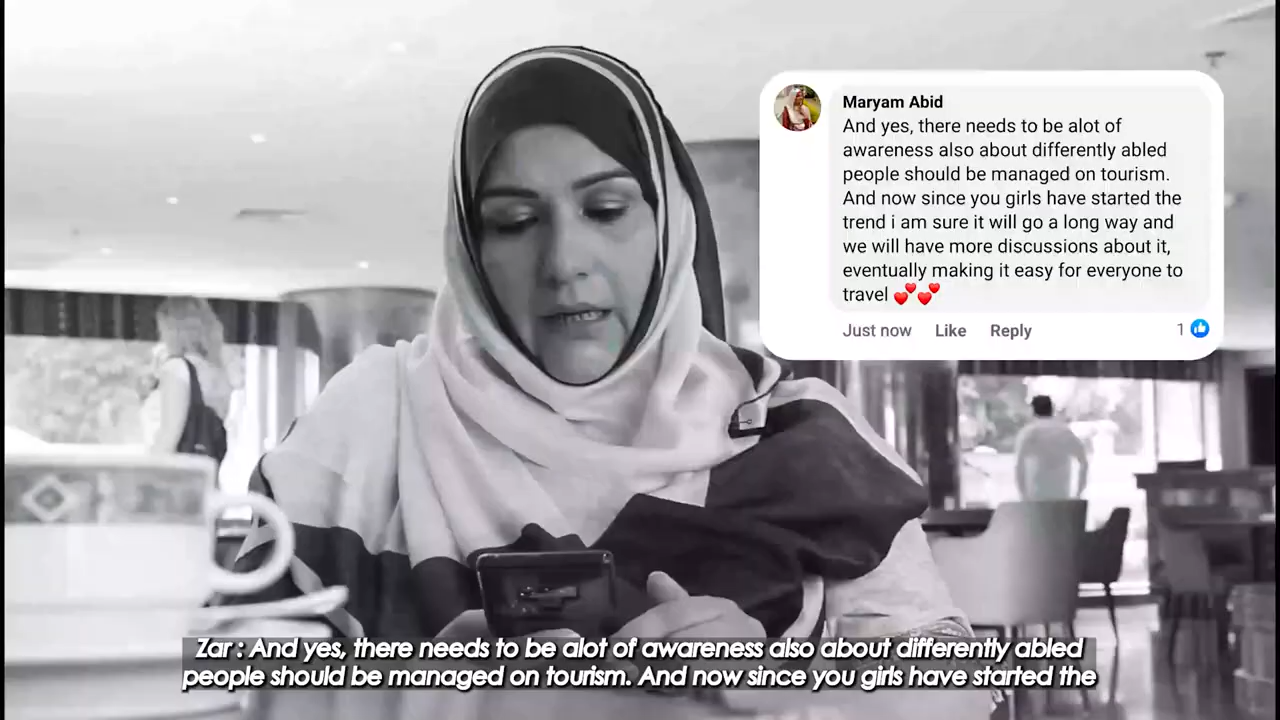 Maryam Abid
And yes, there needs to be alot of
awareness also about differently abled
people should be managed on tourism.
And now since you girls have started the
trend i am sure it will go a long way and
we will have more discussions about it,
eventually making it easy for everyone to
travel 💕💕
Just now Like Reply 1
Zar : And yes, there needs to be alot of awareness also about differently abled
people should be managed on tourism. And now since you girls have started the